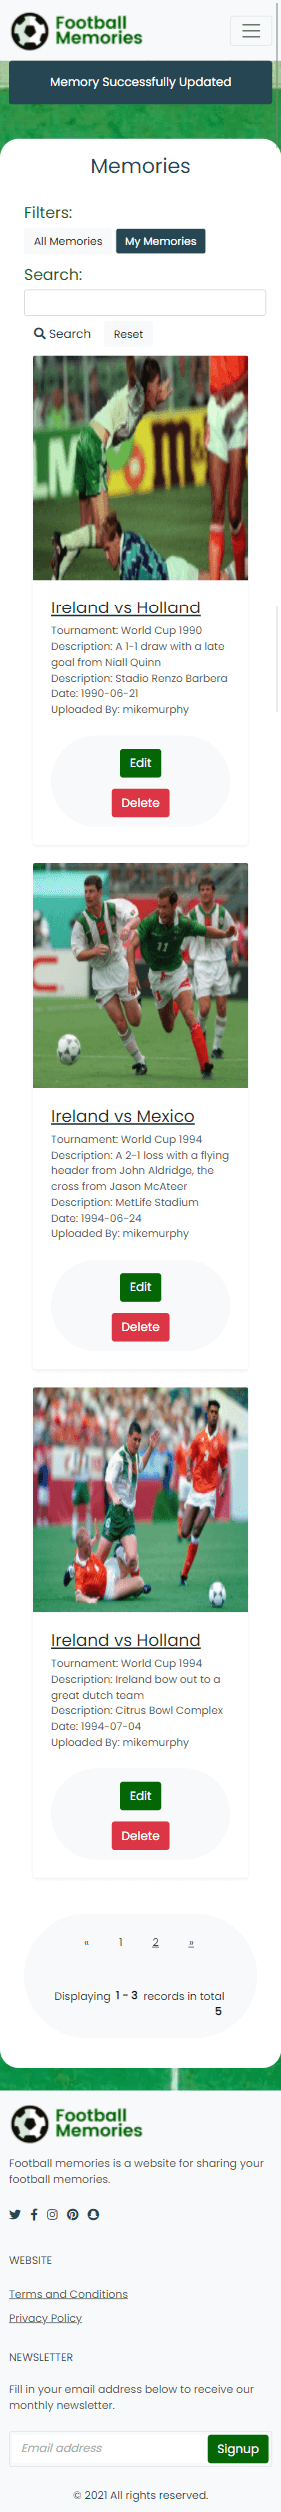 Football
Memories
Memory Successfully Updated
Memories
Filters:
All Memories
My Memories
Search:
Search
Reset
Ireland vs Holland
Tournament: World Cup 1990
Description: A 1-1 draw with a late
goal from Niall Quinn
Description: Stadio Renzo Barbera
Date: 1990-06-21
Uploaded By: mikemurphy
Edit
Delete
Ireland vs Mexico
Tournament: World Cup 1994
Description: A 2-1 loss with a flying
header from John Aldridge, the
cross from Jason McAteer
Description: MetLife Stadium
Date: 1994-06-24
Uploaded By: mikemurphy
Edit
Delete
Ireland vs Holland
Tournament: World Cup 1994
Description: Ireland bow out to a
great dutch team
Description: Citrus Bowl Complex
Date: 1994-07-04
Uploaded By: mikemurphy
Edit
Delete
« 1 2 »
Displaying 1 - 3 records in total
5
Football
Memories
Football memories is a website for sharing your
football memories.
WEBSITE
Terms and Conditions
Privacy Policy
NEWSLETTER
Fill in your email address below to receive our
monthly newsletter.
Email address
Signup
© 2021 All rights reserved.